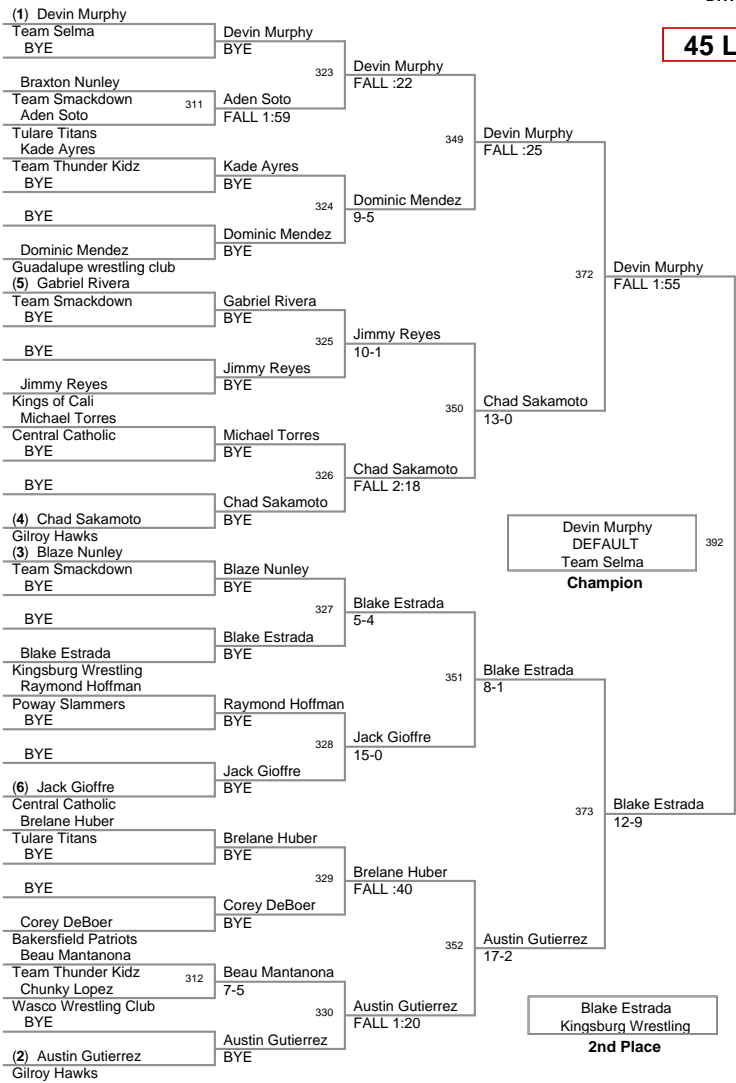 (1) Devin Murphy
Team Selma
BYE
Braxton Nunley
Team Smackdown
Aden Soto
Tulare Titans
Kade Ayres
Team Thunder Kidz
BYE
BYE
Dominic Mendez
Guadalupe wrestling club
(5) Gabriel Rivera
Team Smackdown
BYE
BYE
Jimmy Reyes
Kings of Cali
Michael Torres
Central Catholic
BYE
BYE
(4) Chad Sakamoto
Gilroy Hawks
(3) Blaze Nunley
Team Smackdown
BYE
BYE
Blake Estrada
Kingsburg Wrestling
Raymond Hoffman
Poway Slammers
BYE
BYE
(6) Jack Gioffre
Central Catholic
Brelane Huber
Tulare Titans
BYE
BYE
Corey DeBoer
Bakersfield Patriots
Beau Mantanona
Team Thunder Kidz
Chunky Lopez
Wasco Wrestling Club
BYE
(2) Austin Gutierrez
Gilroy Hawks
311
312
Devin Murphy
BYE
Aden Soto
FALL 1:59
Kade Ayres
BYE
Dominic Mendez
BYE
Gabriel Rivera
BYE
Jimmy Reyes
BYE
Michael Torres
BYE
Chad Sakamoto
BYE
Blaze Nunley
BYE
Blake Estrada
BYE
Raymond Hoffman
BYE
Jack Gioffre
BYE
Brelane Huber
BYE
Corey DeBoer
BYE
Beau Mantanona
7-5
Austin Gutierrez
BYE
323
324
325
326
327
328
329
330
Devin Murphy
FALL :22
Dominic Mendez
9-5
Jimmy Reyes
10-1
Chad Sakamoto
FALL 2:18
Blake Estrada
5-4
Jack Gioffre
15-0
Brelane Huber
FALL :40
Austin Gutierrez
FALL 1:20
349
350
351
352
Devin Murphy
FALL :25
Chad Sakamoto
13-0
Blake Estrada
8-1
Austin Gutierrez
17-2
372
373
Devin Murphy
FALL 1:55
Blake Estrada
12-9
45 L
Devin Murphy
DEFAULT
Team Selma
392
Champion
Blake Estrada
Kingsburg Wrestling
2nd Place